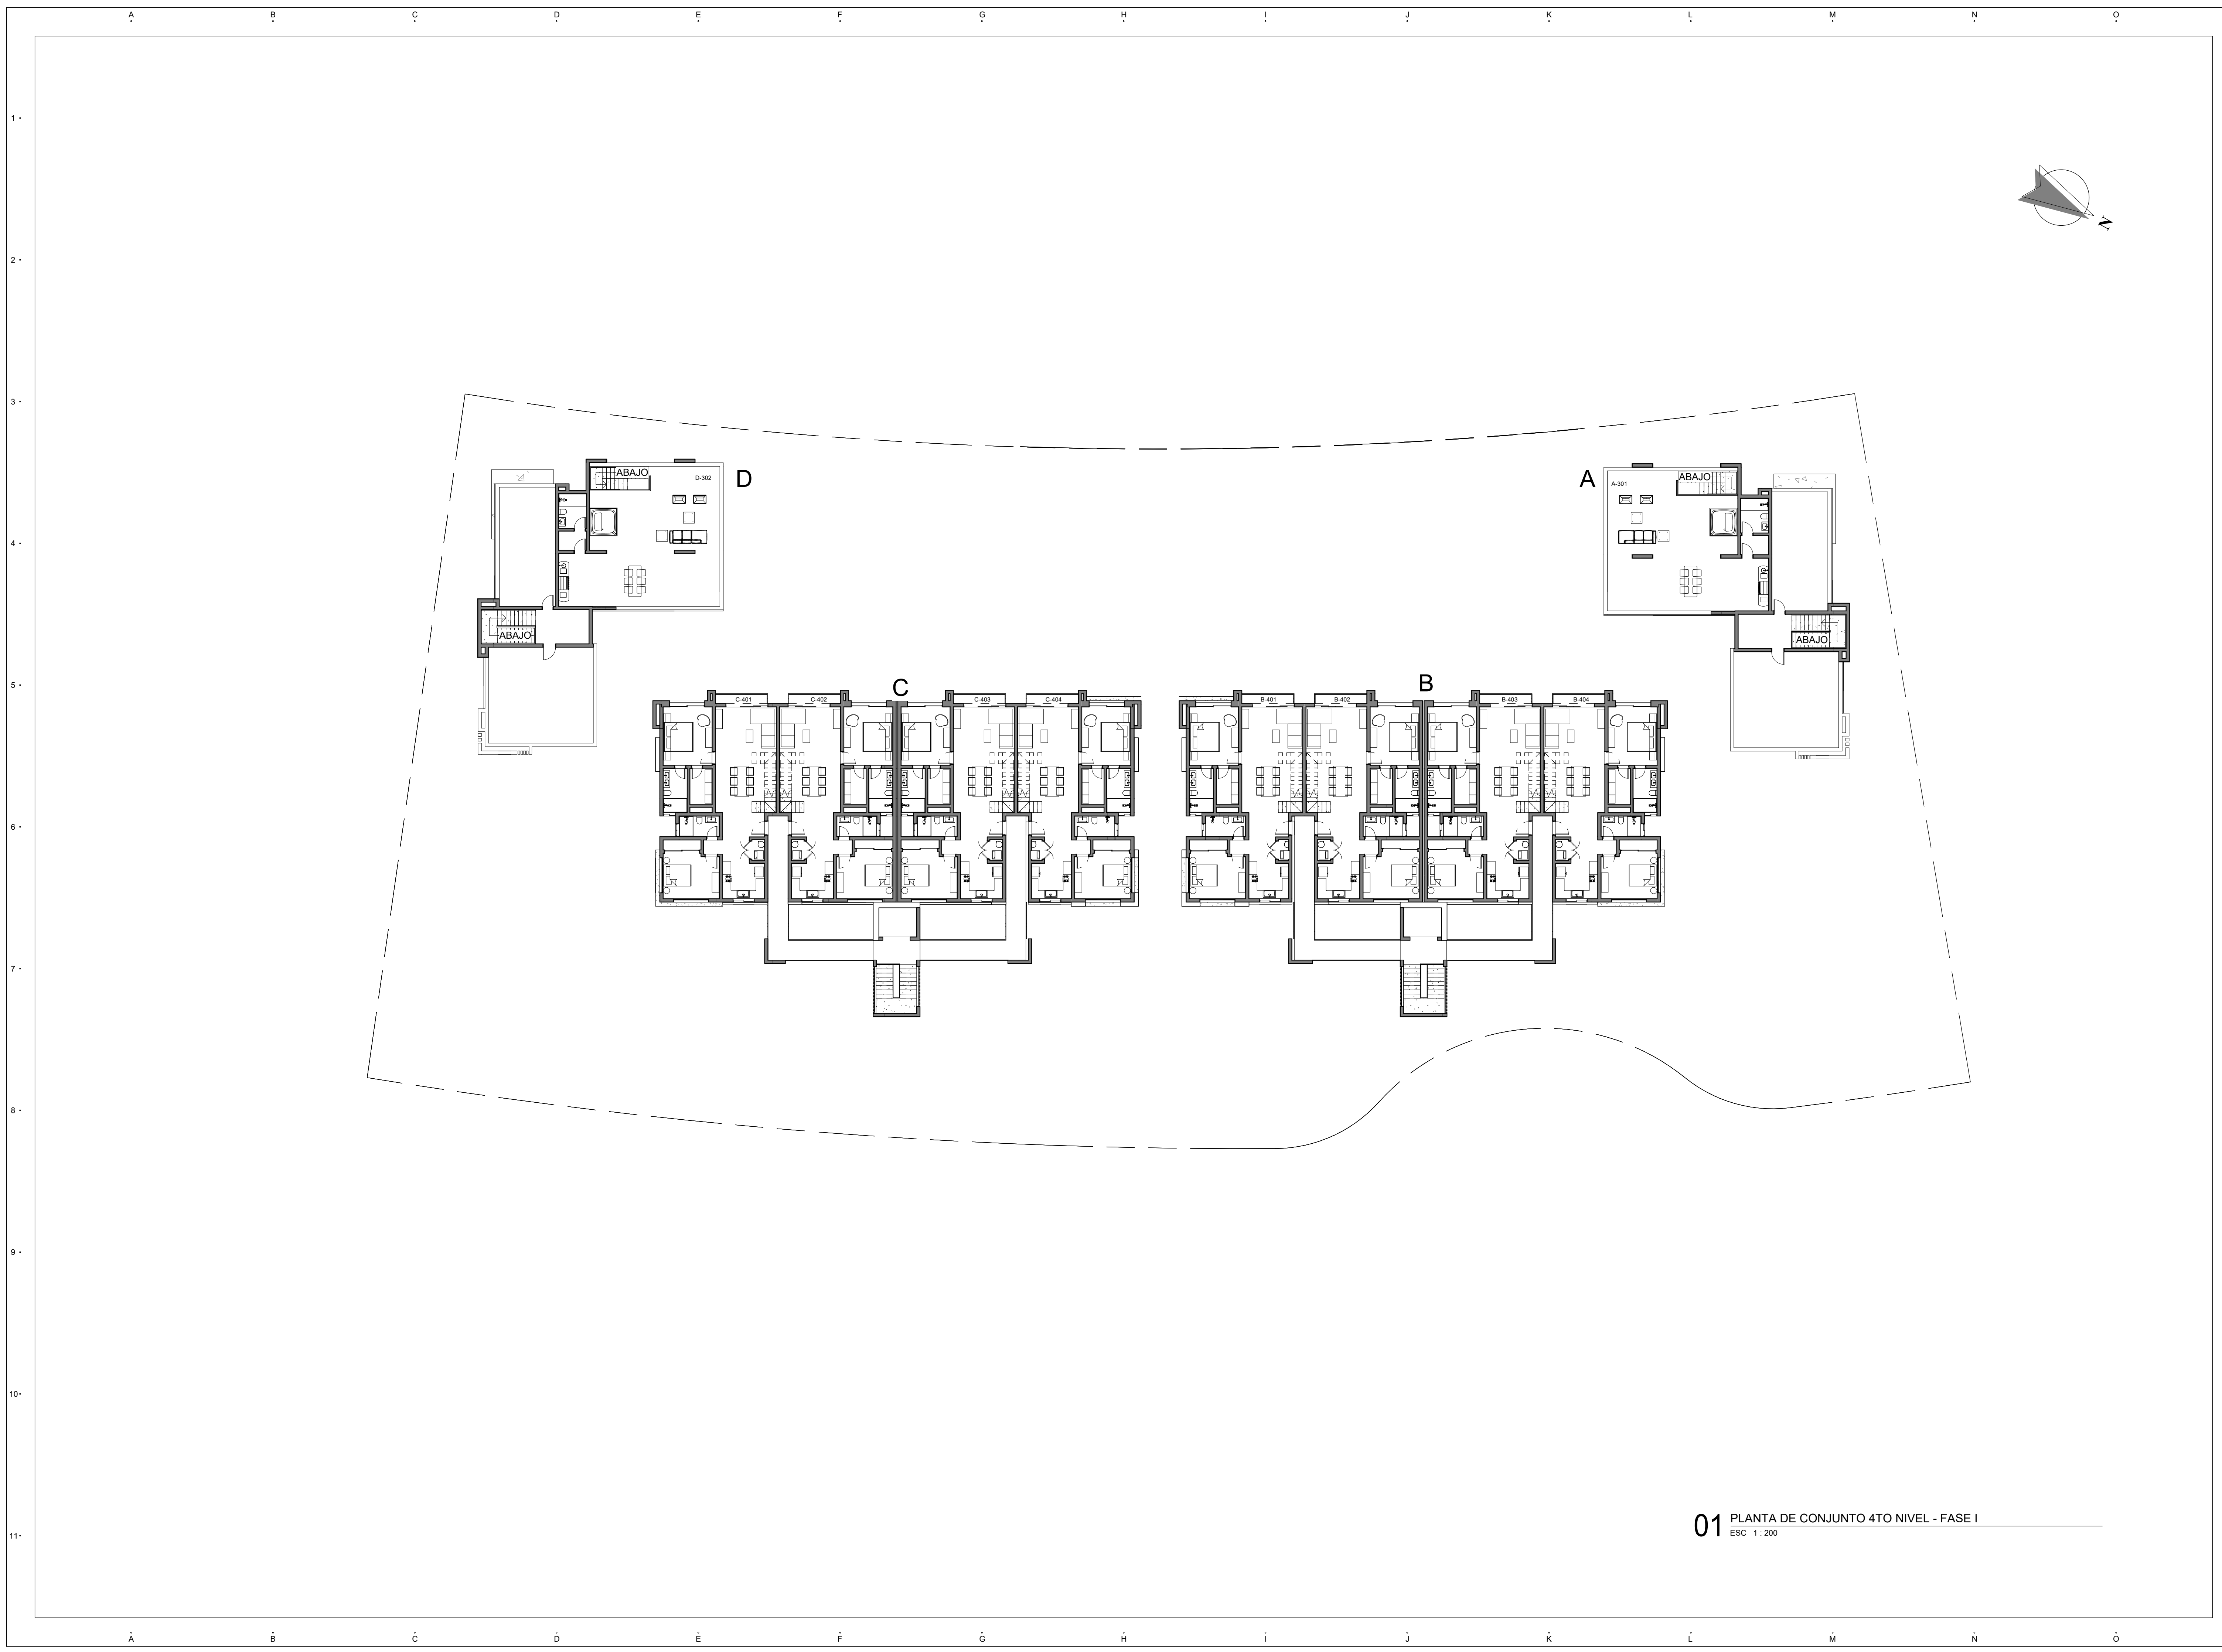 A B C D E F G H I J K L M N O
1
2
N
3
ABAJO
D-302
D
A
A-301
ABAJO
4
ABAJO
ABAJO
5
C
B
C-401 C-402 C-403 C-404 B-401 B-402 B-403 B-404
6
7
8
9
10
11
01 PLANTA DE CONJUNTO 4TO NIVEL - FASE I
ESC 1 : 200
A B C D E F G H I J K L M N O